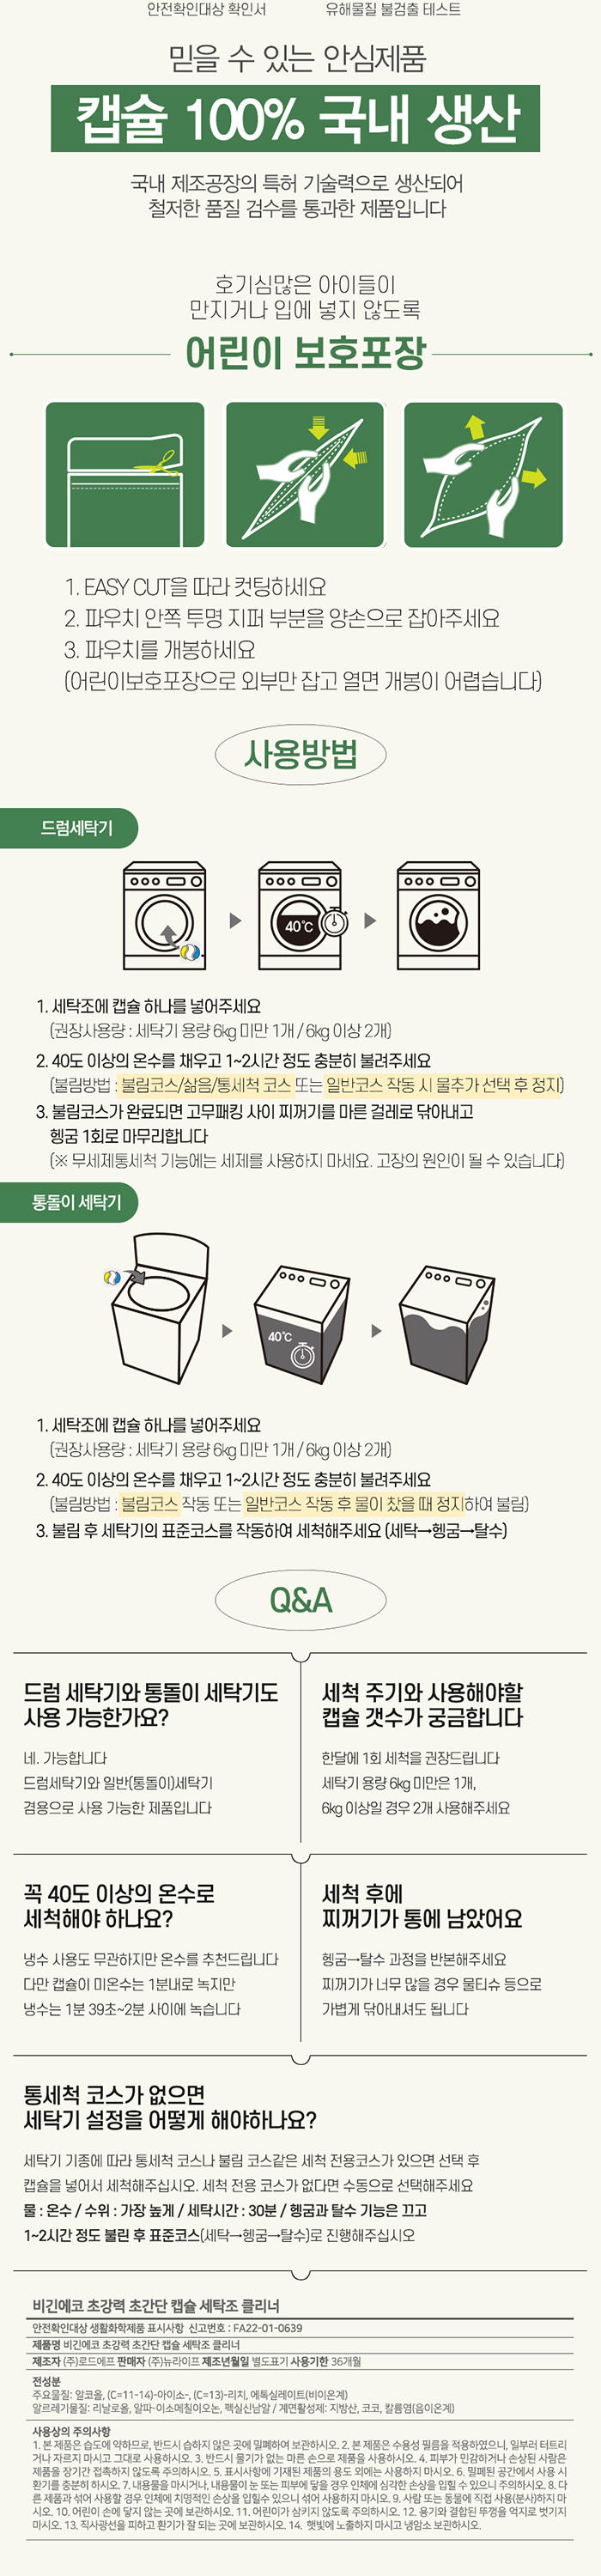 안전확인대상 확인서 유해물질 불검출 테스트
믿을 수 있는 안심제품
캡슐 100% 국내 생산
국내 제조공장의 특허 기술력으로 생산되어
철저한 품질 검수를 통과한 제품입니다
호기심많은 아이들이
만지거나 입에 넣지 않도록
어린이 보호포장
1. EASY CUT을 따라 컷팅하세요
2. 파우치 안쪽 투명 지퍼 부분을 양손으로 잡아주세요
3. 파우치를 개봉하세요
(어린이보호포장으로 외부만 잡고 열면 개봉이 어렵습니다)
사용방법
드럼세탁기
40℃
1. 세탁조에 캡슐 하나를 넣어주세요
(권장사용량 : 세탁기 용량 6kg 미만 1개 / 6kg 이상 2개)
2. 40도 이상의 온수를 채우고 1~2시간 정도 충분히 불려주세요
(불림방법 : 불림코스/삶음/통세척 코스 또는 일반코스 작동 시 물추가 선택 후 정지)
3. 불림코스가 완료되면 고무패킹 사이 찌꺼기를 마른 걸레로 닦아내고
헹굼 1회로 마무리합니다
(※ 무세제통세척 기능에는 세제를 사용하지 마세요. 고장의 원인이 될 수 있습니다)
통돌이 세탁기
40℃
1. 세탁조에 캡슐 하나를 넣어주세요
(권장사용량 : 세탁기 용량 6kg 미만 1개 / 6kg 이상 2개)
2. 40도 이상의 온수를 채우고 1~2시간 정도 충분히 불려주세요
(불림방법 : 불림코스 작동 또는 일반코스 작동 후 물이 찼을 때 정지하여 불림)
3. 불림 후 세탁기의 표준코스를 작동하여 세척해주세요 (세탁→헹굼→탈수)
Q&A
드럼 세탁기와 통돌이 세탁기도
사용 가능한가요?
네. 가능합니다
드럼세탁기와 일반(통돌이)세탁기
겸용으로 사용 가능한 제품입니다
세척 주기와 사용해야할
캡슐 갯수가 궁금합니다
한달에 1회 세척을 권장드립니다
세탁기 용량 6kg 미만은 1개,
6kg 이상일 경우 2개 사용해주세요
꼭 40도 이상의 온수로
세척해야 하나요?
냉수 사용도 무관하지만 온수를 추천드립니다
다만 캡슐이 미온수는 1분내로 녹지만
냉수는 1분 39초~2분 사이에 녹습니다
세척 후에
찌꺼기가 통에 남았어요
헹굼→탈수 과정을 반본해주세요
찌꺼기가 너무 많을 경우 물티슈 등으로
가볍게 닦아내셔도 됩니다
통세척 코스가 없으면
세탁기 설정을 어떻게 해야하나요?
세탁기 기종에 따라 통세척 코스나 불림 코스같은 세척 전용코스가 있으면 선택 후
캡슐을 넣어서 세척해주십시오. 세척 전용 코스가 없다면 수동으로 선택해주세요
물 : 온수 / 수위 : 가장 높게 / 세탁시간 : 30분 / 헹굼과 탈수 기능은 끄고
1~2시간 정도 불린 후 표준코스(세탁→헹굼→탈수)로 진행해주십시오
비긴에코 초강력 초간단 캡슐 세탁조 클리너
안전확인대상 생활화학제품 표시사항 신고번호 : FA22-01-0639
제품명 비긴에코 초강력 초간단 캡슐 세탁조 클리너
제조자 (주)로드에프 판매자 (주)뉴라이프 제조년월일 별도표기 사용기한 36개월
전성분
주요물질: 알코올, (C=11-14)-아이소-, (C=13)-리치, 에톡실레이트(비이온계)
알르레기물질: 리날로올, 알파-이소메칠이오논, 헥실신남알 / 계면활성제: 지방산, 코코, 칼륨염(음이온계)
사용상의 주의사항
1. 본 제품은 습도에 약하므로, 반드시 습하지 않은 곳에 밀폐하여 보관하시오. 2. 본 제품은 수용성 필름을 적용하였으니, 일부러 터트리
거나 자르지 마시고 그대로 사용하시오. 3. 반드시 물기가 없는 마른 손으로 제품을 사용하시오. 4. 피부가 민감하거나 손상된 사람은
제품을 장기간 접촉하지 않도록 주의하시오. 5. 표시사항에 기재된 제품의 용도 외에는 사용하지 마시오. 6. 밀폐된 공간에서 사용 시
환기를 충분히 하시오. 7. 내용물을 마시거나, 내용물이 눈 또는 피부에 닿을 경우 인체에 심각한 손상을 입힐 수 있으니 주의하시오. 8. 다
른 제품과 섞어 사용할 경우 인체에 치명적인 손상을 입힐수 있으니 섞어 사용하지 마시오. 9. 사람 또는 동물에 직접 사용(분사)하지 마
시오. 10. 어린이 손에 닿지 않는 곳에 보관하시오. 11. 어린이가 삼키지 않도록 주의하시오. 12. 용기와 결합된 뚜껑을 억지로 벗기지
마시오. 13. 직사광선을 피하고 환기가 잘 되는 곳에 보관하시오. 14. 햇빛에 노출하지 마시고 냉암소 보관하시오.